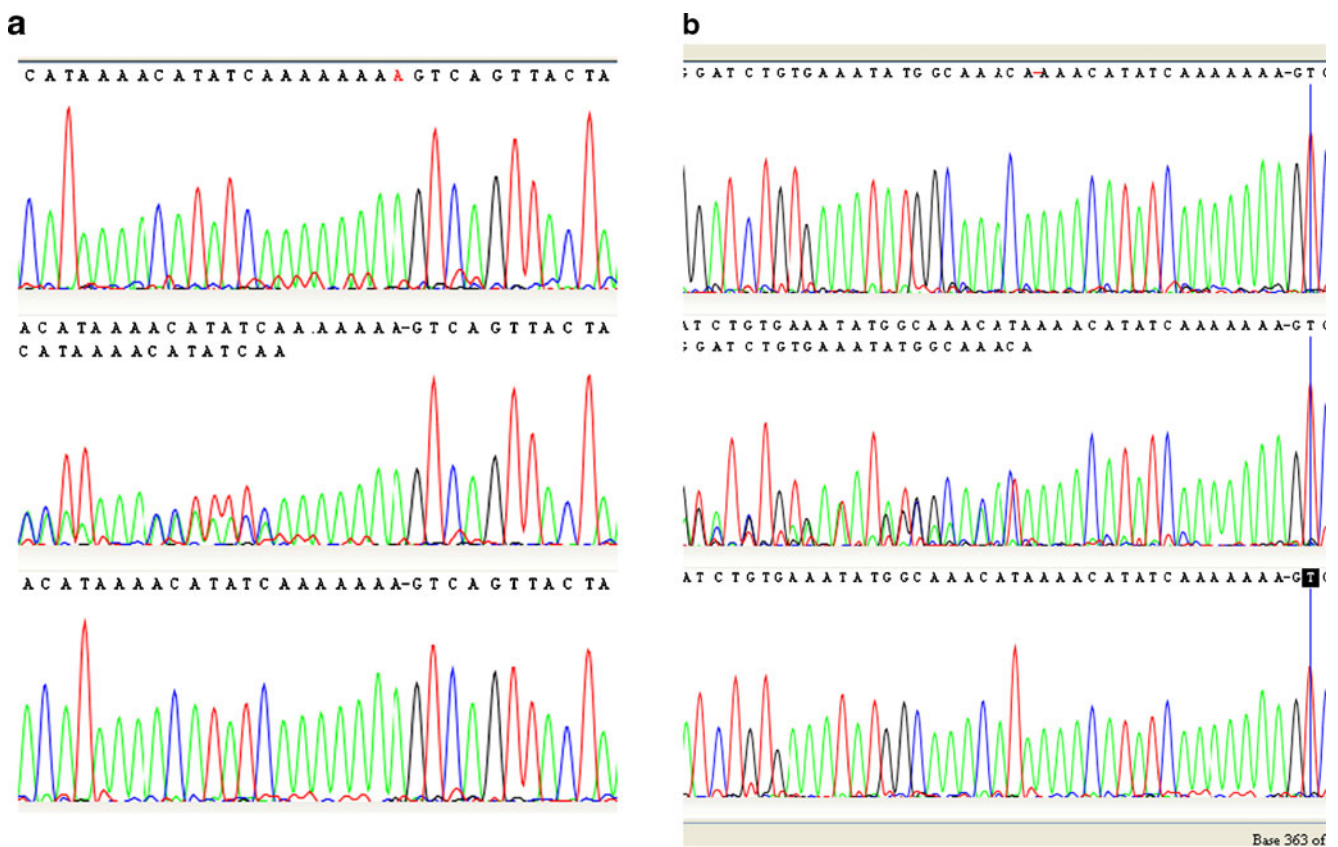 a
C A T A A A A C A T A T C A A A A A A A A G T C A G T T A C T A
A C A T A A A A C A T A T C A A . A A A A A - G T C A G T T A C T A
C A T A A A A C A T A T C A A
A C A T A A A A C A T A T C A A A A A A A - G T C A G T T A C T A
b
G G A T C T G T G A A A T A T G G C A A A C A - A A A C A T A T C A A A A A A A - G T C
A T C T G T G A A A T A T G G C A A A C A T A A A A C A T A T C A A A A A A A - G T C
G G A T C T G T G A A A T A T G G C A A A C A
A T C T G T G A A A T A T G G C A A A C A T A A A A C A T A T C A A A A A A A - G T C
Base 363 of